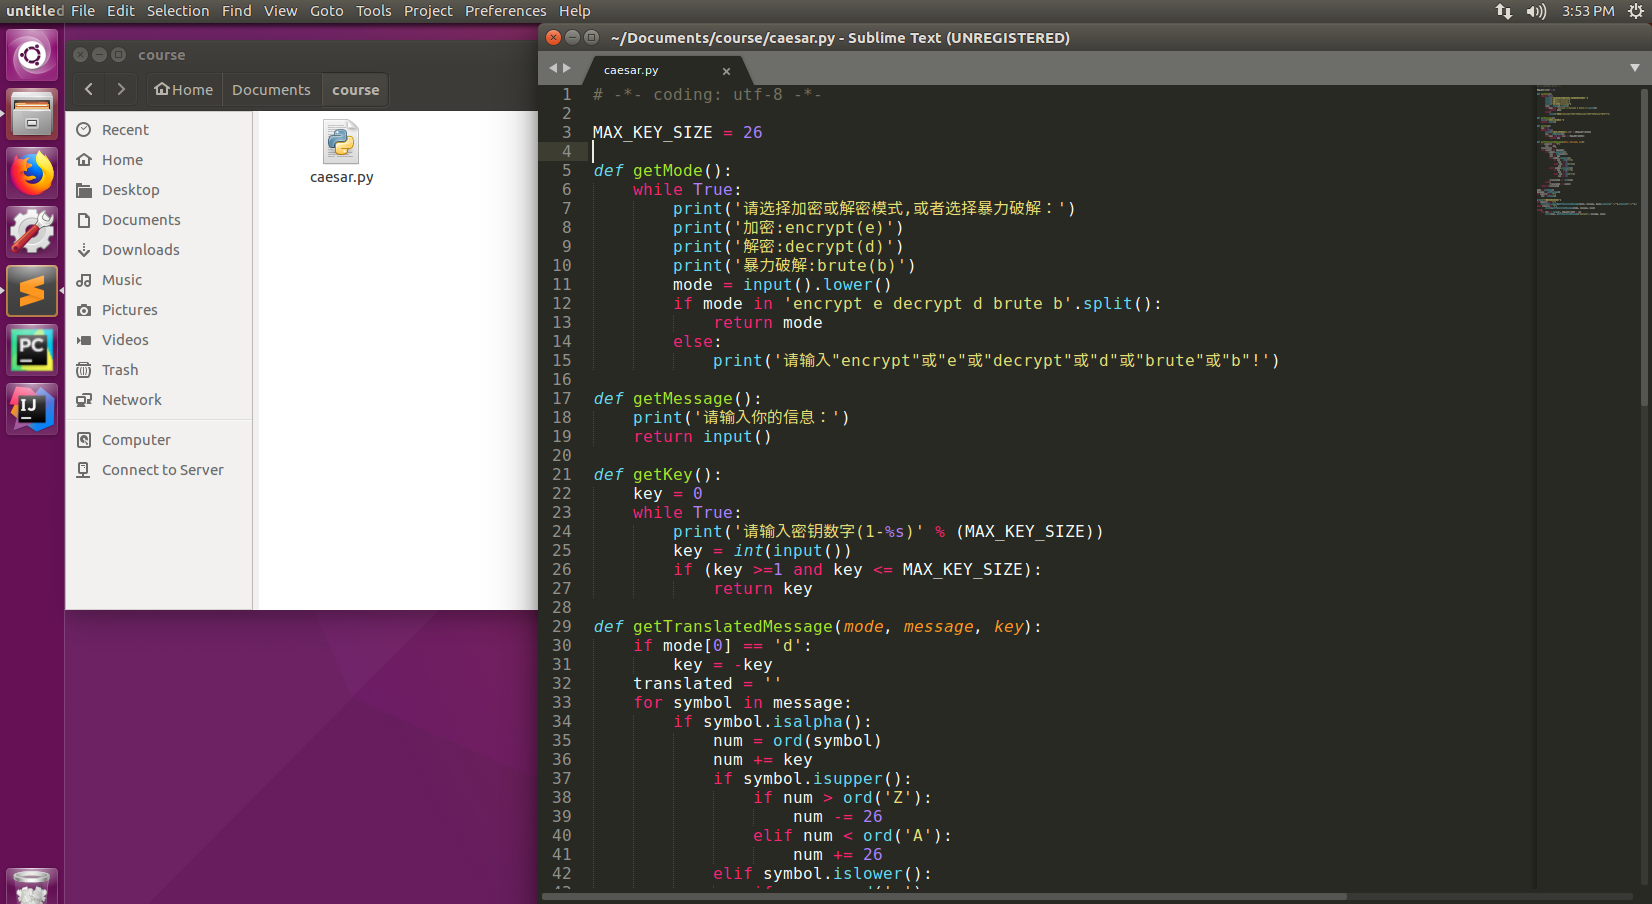 untitled File Edit Selection Find View Goto Tools Project Preferences Help
3:53 PM
course
Home Documents course
Recent
Home
Desktop
Documents
Downloads
Music
Pictures
Videos
Trash
Network
Computer
Connect to Server
caesar.py
~/Documents/course/caesar.py - Sublime Text (UNREGISTERED)
caesar.py
1 # -*- coding: utf-8 -*-
2
3 MAX_KEY_SIZE = 26
4
5 def getMode():
6 while True:
7 print('请选择加密或解密模式,或者选择暴力破解：')
8 print('加密:encrypt(e)')
9 print('解密:decrypt(d)')
10 print('暴力破解:brute(b)')
11 mode = input().lower()
12 if mode in 'encrypt e decrypt d brute b'.split():
13 return mode
14 else:
15 print('请输入"encrypt"或"e"或"decrypt"或"d"或"brute"或"b"!')
16
17 def getMessage():
18 print('请输入你的信息：')
19 return input()
20
21 def getKey():
22 key = 0
23 while True:
24 print('请输入密钥数字(1-%s)' % (MAX_KEY_SIZE))
25 key = int(input())
26 if (key >=1 and key <= MAX_KEY_SIZE):
27 return key
28
29 def getTranslatedMessage(mode, message, key):
30 if mode[0] == 'd':
31 key = -key
32 translated = ''
33 for symbol in message:
34 if symbol.isalpha():
35 num = ord(symbol)
36 num += key
37 if symbol.isupper():
38 if num > ord('Z'):
39 num -= 26
40 elif num < ord('A'):
41 num += 26
42 elif symbol.islower():
PC
IJ